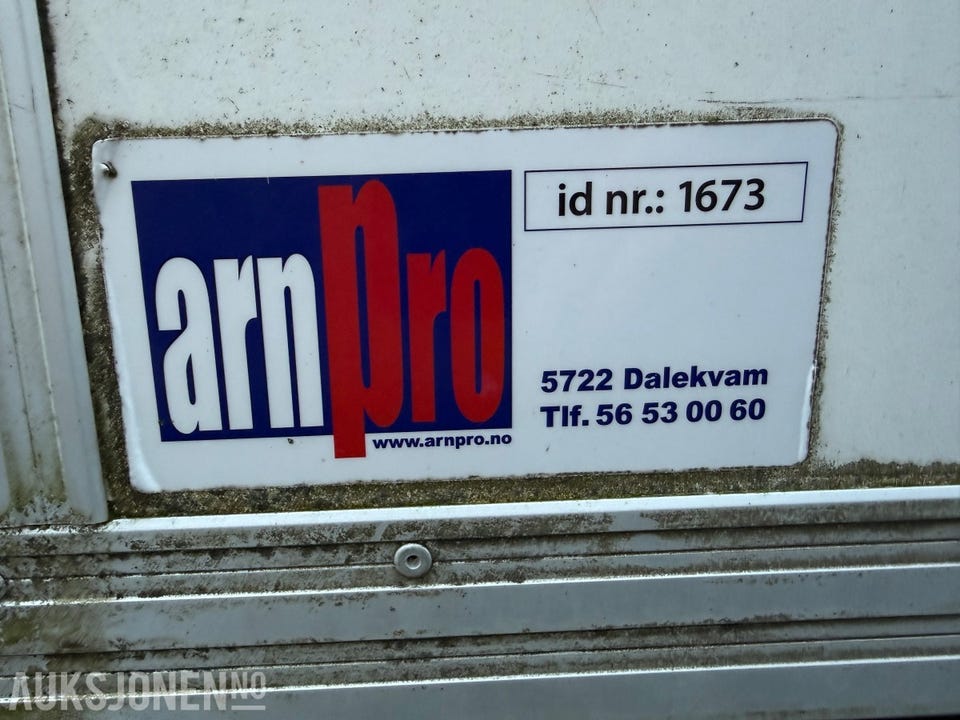 arnpro
www.arnpro.no
id nr.: 1673
5722 Dalekvam
Tlf. 56 53 00 60
AUKSJONEN NO